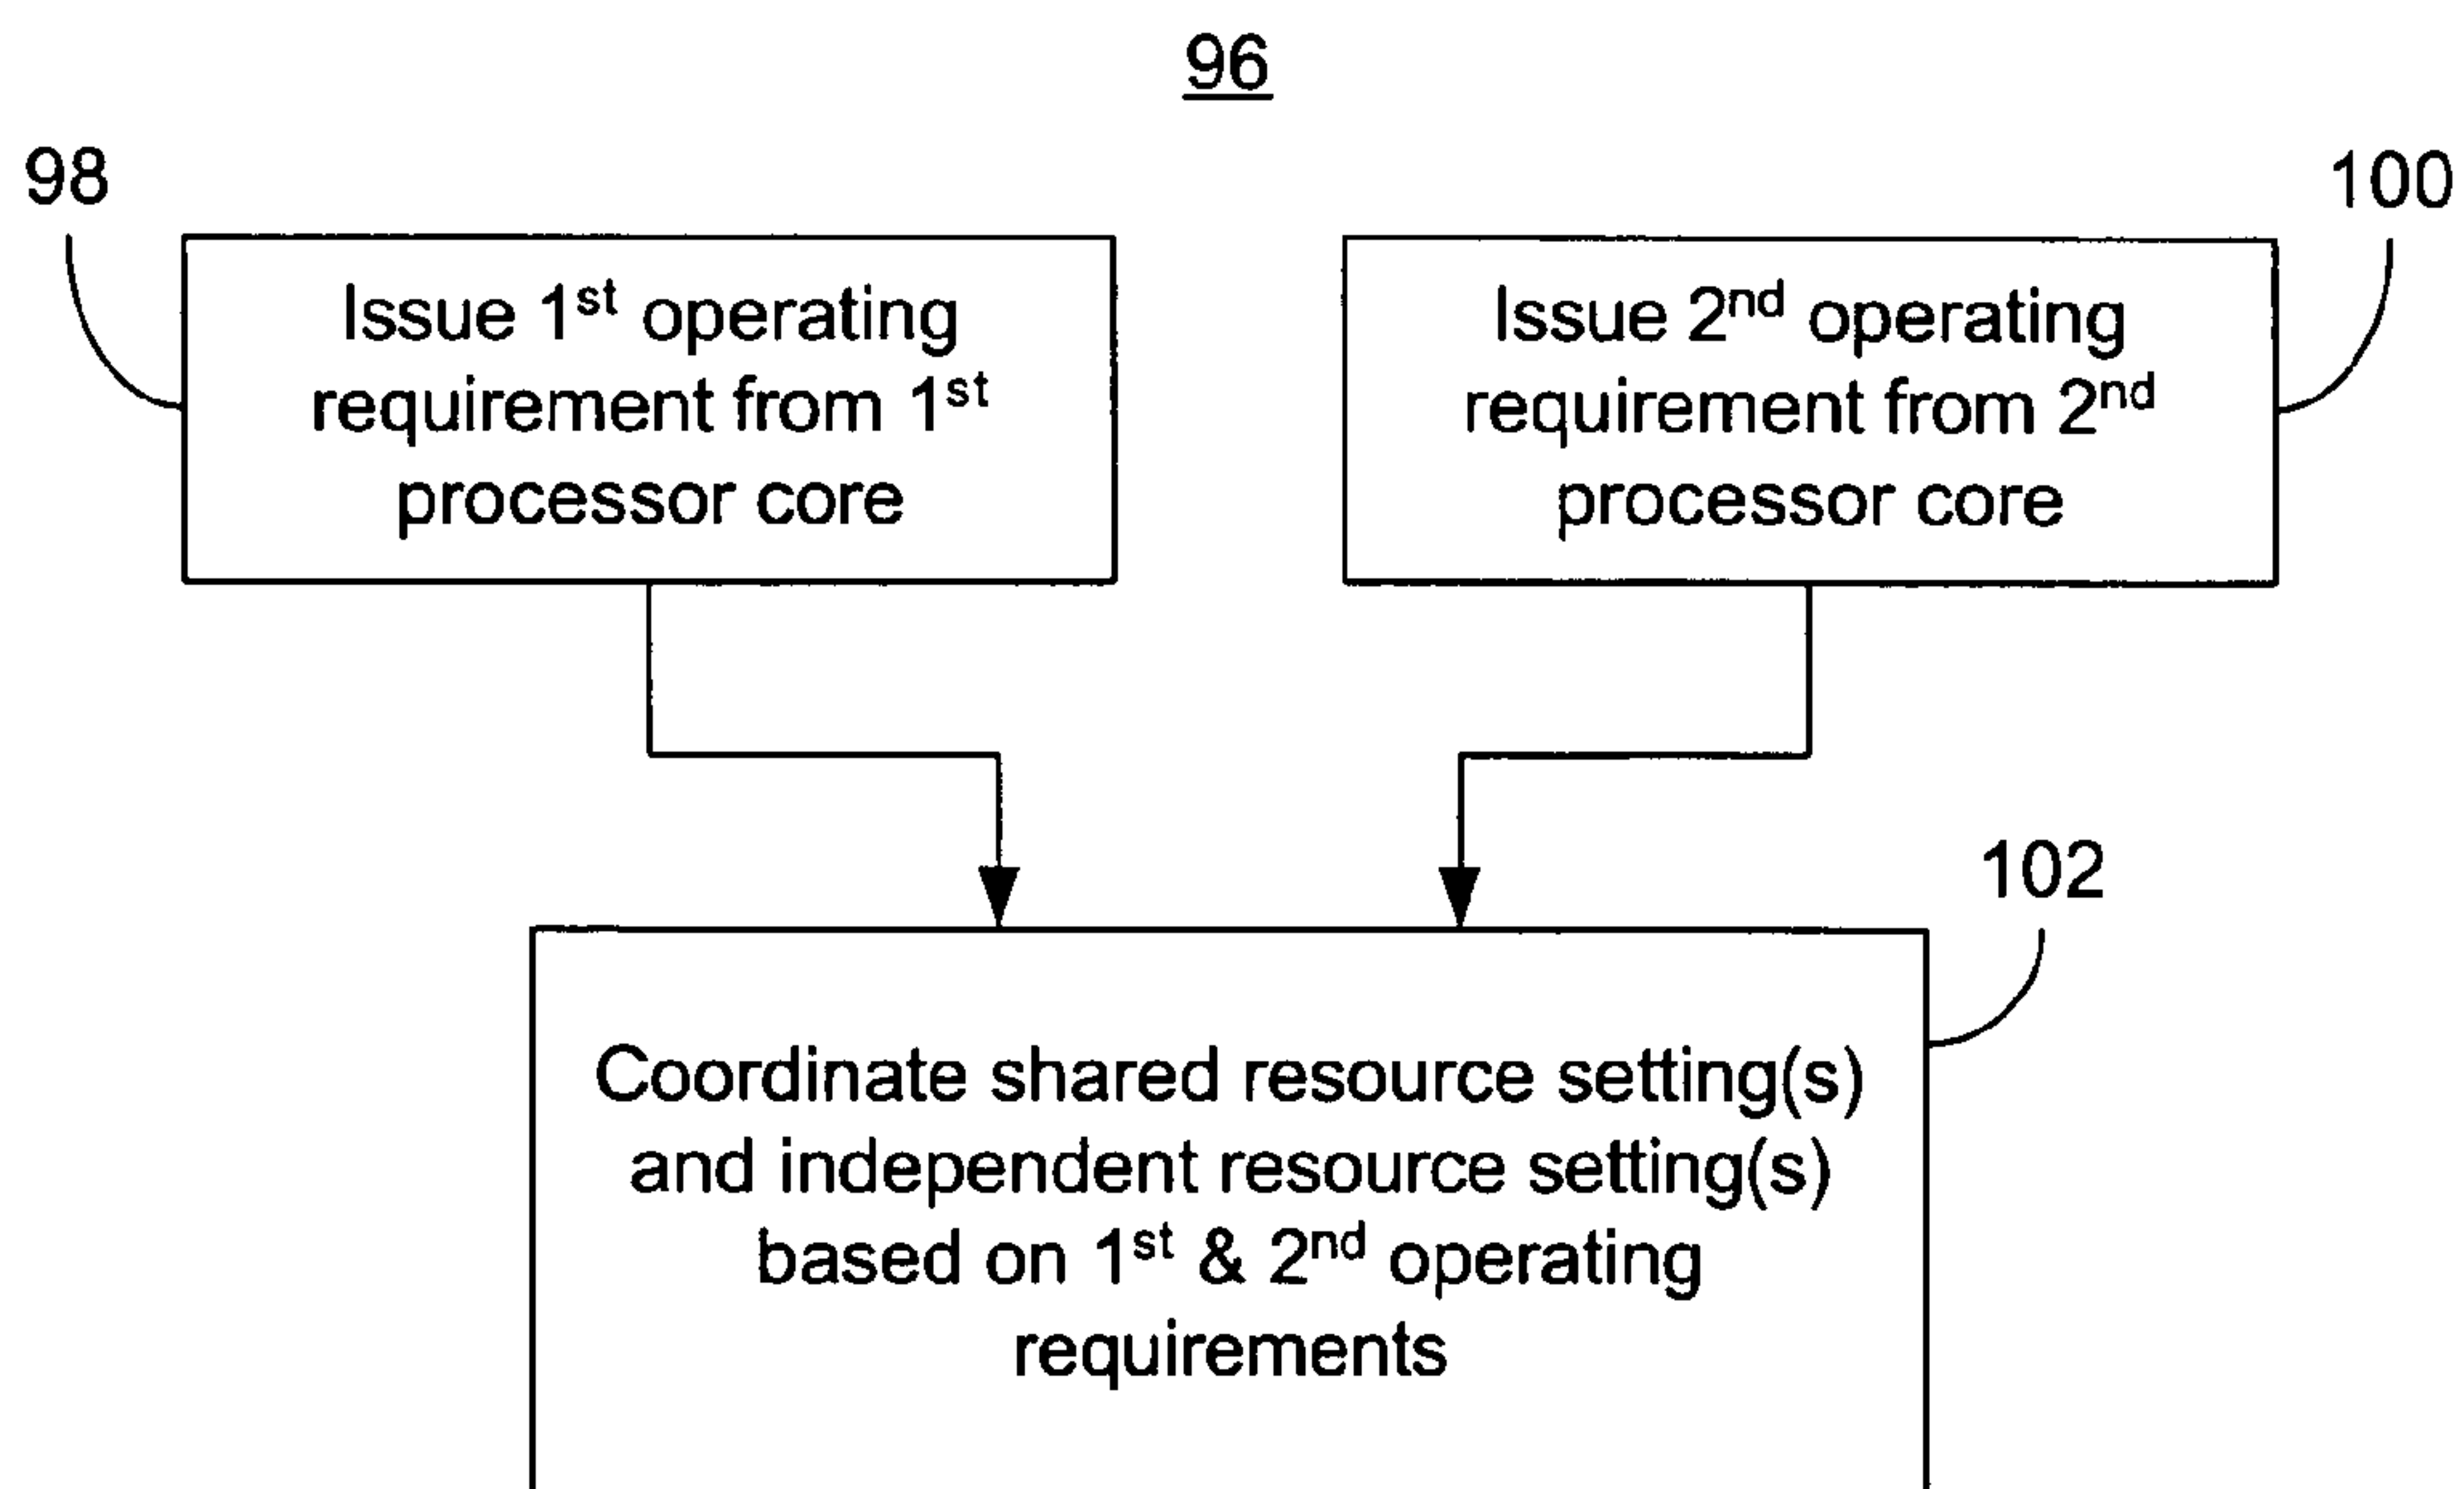 96
98
100
Issue 1st operating
requirement from 1st
processor core
Issue 2nd operating
requirement from 2nd
processor core
102
Coordinate shared resource setting(s)
and independent resource setting(s)
based on 1st & 2nd operating
requirements